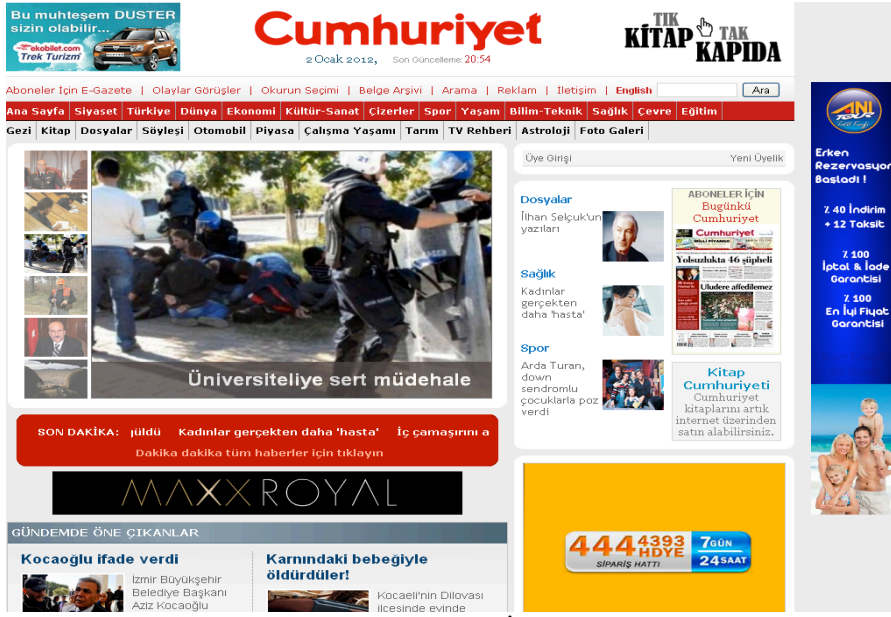 Bu muhteşem DUSTER
sizin olabilir...
ekobilet.com
Trek Turizm
Cumhuriyet
2 Ocak 2012, Son Güncelleme: 20:54
TIK
KİTAP TAK
KAPIDA
Aboneler İçin E-Gazete | Olaylar Görüşler | Okurun Seçimi | Belge Arşivi | Arama | Reklam | İletişim | English Ara
Ana Sayfa Siyaset Türkiye Dünya Ekonomi Kültür-Sanat Çizerler Spor Yaşam Bilim-Teknik Sağlık Çevre Eğitim
Gezi Kitap Dosyalar Söyleşi Otomobil Piyasa Çalışma Yaşamı Tarım TV Rehberi Astroloji Foto Galeri
Üniversiteliye sert müdehale
SON DAKİKA: ıüldü Kadınlar gerçekten daha 'hasta' İç çamaşırını a
Dakika dakika tüm haberler için tıklayın
MAXX ROYAL
GÜNDEMDE ÖNE ÇIKANLAR
Kocaoğlu ifade verdi
İzmir Büyükşehir
Belediye Başkanı
Aziz Kocaoğlu
Karnındaki bebeğiyle
öldürdüler!
Kocaeli'nin Dilovası
ilçesinde evinde
Üye Girişi Yeni Üyelik
Dosyalar
İlhan Selçuk'un
yazıları
Sağlık
Kadınlar
gerçekten
daha 'hasta'
Spor
Arda Turan,
down
sendromlu
çocuklarla poz
verdi
ABONELER İÇİN
Bugünkü
Cumhuriyet
Cumhuriyet
Yolsuzlukta 46 şüpheli
Uludere affedilemez
Kitap
Cumhuriyeti
Cumhuriyet
kitaplarını artık
internet üzerinden
satın alabilirsiniz.
444 4393
HDYE
SİPARİŞ HATTI
7 GÜN
24 SAAT
ANI
TOUR
Erken
Rezervasyon
Başladı !
% 40 İndirim
+ 12 Taksit
% 100
İptal & İade
Garantisi
% 100
En İyi Fiyat
Garantisi